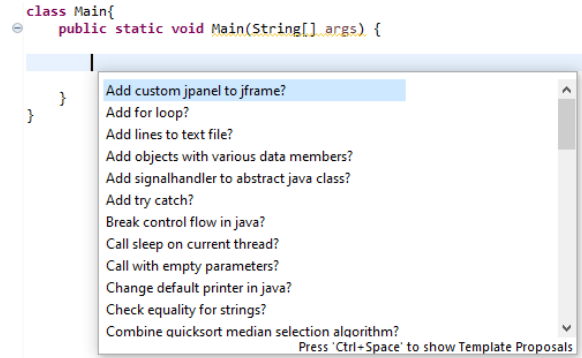 class Main{
public static void Main(String[] args) {
Add custom jpanel to jframe?
Add for loop?
Add lines to text file?
Add objects with various data members?
Add signalhandler to abstract java class?
Add try catch?
Break control flow in java?
Call sleep on current thread?
Call with empty parameters?
Change default printer in java?
Check equality for strings?
Combine quicksort median selection algorithm?
Press 'Ctrl+Space' to show Template Proposals
}
}